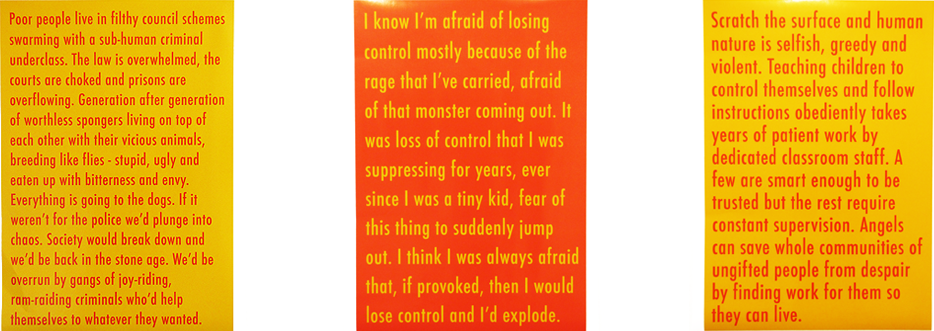 Poor people live in filthy council schemes
swarming with a sub-human criminal
underclass. The law is overwhelmed, the
courts are choked and prisons are
overflowing. Generation after generation
of worthless spongers living on top of
each other with their vicious animals,
breeding like flies - stupid, ugly and
eaten up with bitterness and envy.
Everything is going to the dogs. If it
weren't for the police we'd plunge into
chaos. Society would break down and
we'd be back in the stone age. We'd be
overrun by gangs of joy-riding,
ram-raiding criminals who'd help
themselves to whatever they wanted.
I know I'm afraid of losing
control mostly because of the
rage that I've carried, afraid
of that monster coming out. It
was loss of control that I was
suppressing for years, ever
since I was a tiny kid, fear of
this thing to suddenly jump
out. I think I was always afraid
that, if provoked, then I would
lose control and I'd explode.
Scratch the surface and human
nature is selfish, greedy and
violent. Teaching children to
control themselves and follow
instructions obediently takes
years of patient work by
dedicated classroom staff. A
few are smart enough to be
trusted but the rest require
constant supervision. Angels
can save whole communities of
ungifted people from despair
by finding work for them so
they can live.